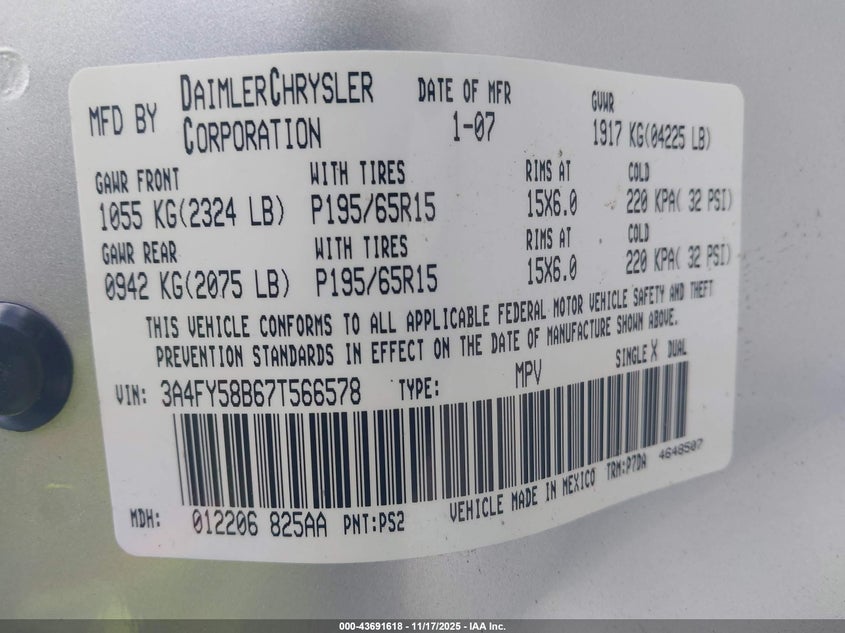 MFD BY DAIMLERCHRYSLER CORPORATION
DATE OF MFR 1-07
GVWR 1917 KG(04225 LB)
GAWR FRONT WITH TIRES RIMS AT COLD
1055 KG(2324 LB) P195/65R15 15X6.0 220 KPA( 32 PSI)
GAWR REAR WITH TIRES RIMS AT COLD
0942 KG(2075 LB) P195/65R15 15X6.0 220 KPA( 32 PSI)
THIS VEHICLE CONFORMS TO ALL APPLICABLE FEDERAL MOTOR VEHICLE SAFETY AND THEFT
PREVENTION STANDARDS IN EFFECT ON THE DATE OF MANUFACTURE SHOWN ABOVE.
VIN: 3A4FY58B67T566578 TYPE: MPV SINGLE X DUAL
MDH: 012206 825AA PNT:PS2 VEHICLE MADE IN MEXICO TRM:P7DA 4648507
000-43691618 - 11/17/2025 - IAA Inc.